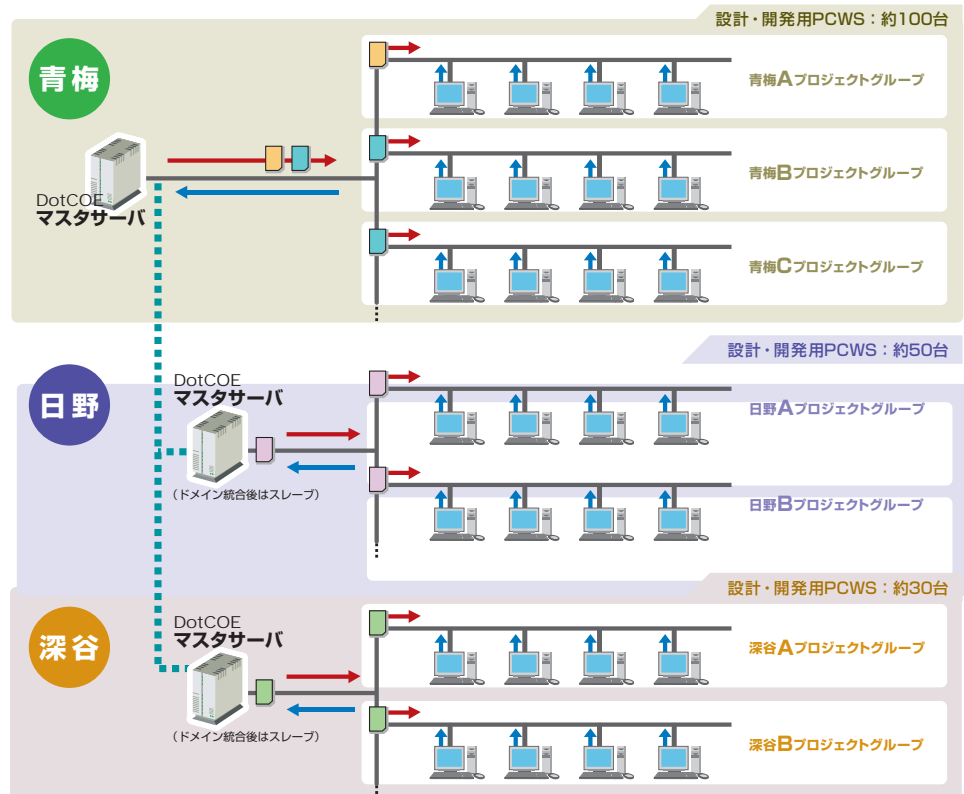 設計・開発用PCWS：約100台
青梅
青梅Aプロジェクトグループ
青梅Bプロジェクトグループ
DotCOE
マスタサーバ
青梅Cプロジェクトグループ
設計・開発用PCWS：約50台
日野
DotCOE
マスタサーバ
日野Aプロジェクトグループ
（ドメイン統合後はスレーブ）
日野Bプロジェクトグループ
設計・開発用PCWS：約30台
深谷
DotCOE
マスタサーバ
深谷Aプロジェクトグループ
（ドメイン統合後はスレーブ）
深谷Bプロジェクトグループ